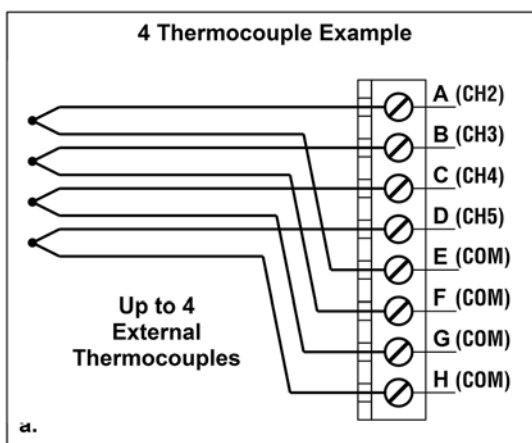 4 Thermocouple Example
A (CH2)
B (CH3)
C (CH4)
D (CH5)
E (COM)
F (COM)
G (COM)
H (COM)
Up to 4
External
Thermocouples
a.